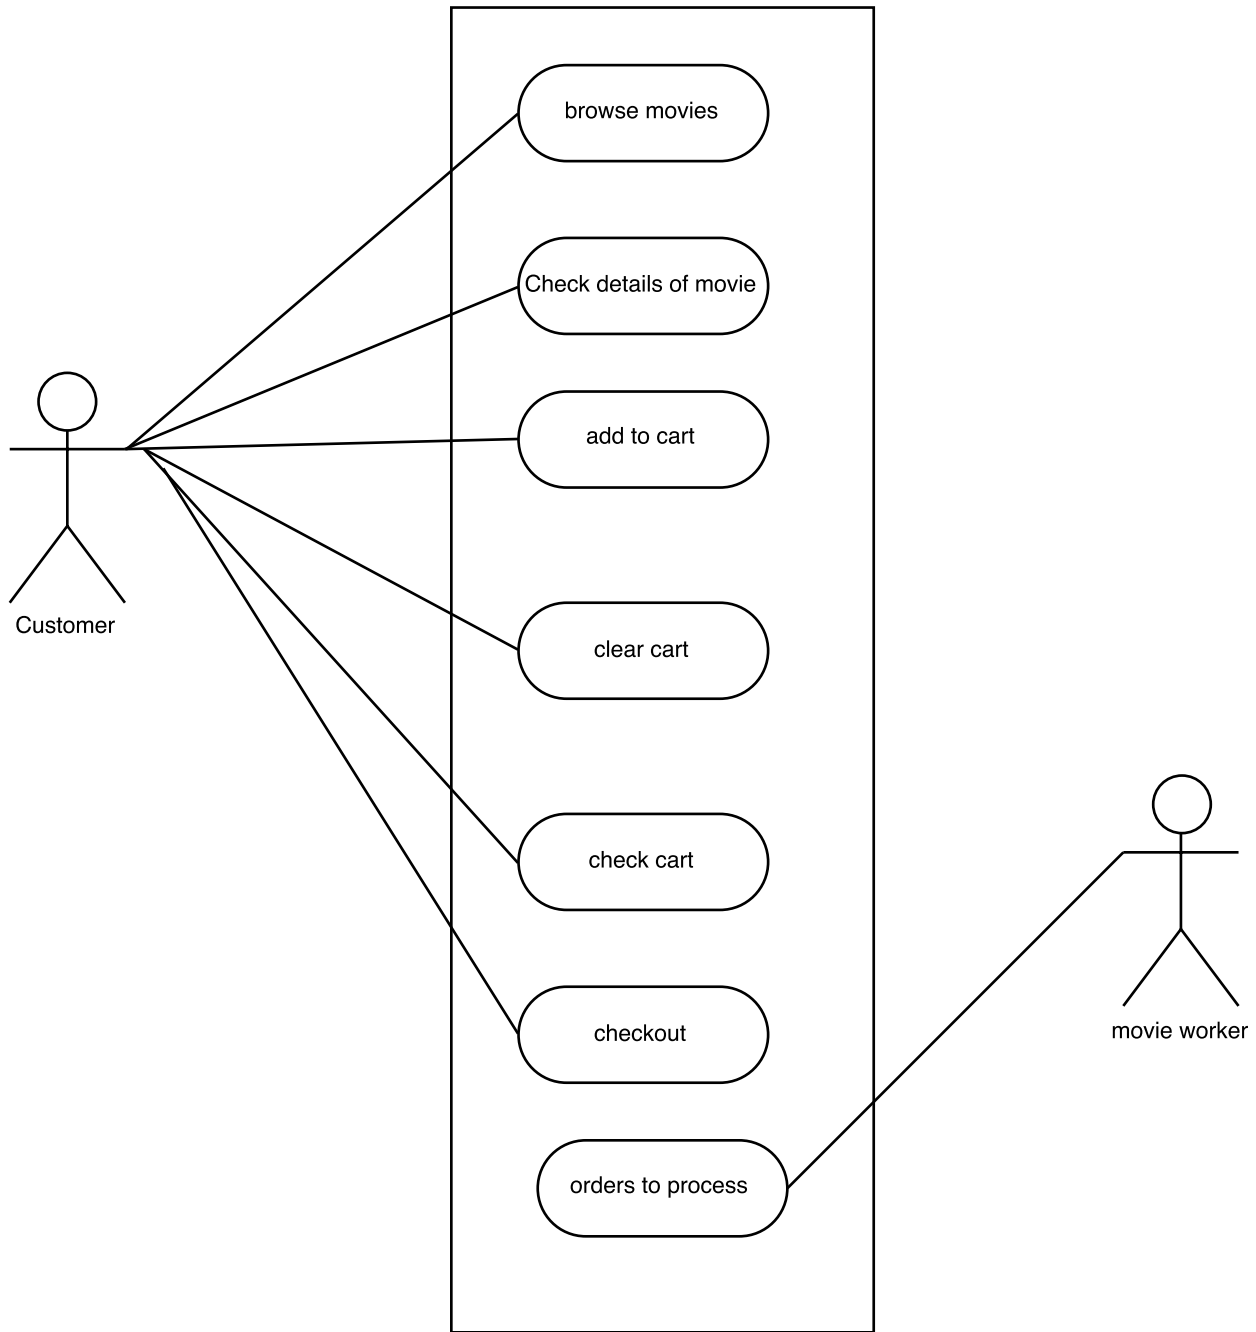 browse movies
Check details of movie
add to cart
Customer
clear cart
check cart
checkout
movie worker
orders to process